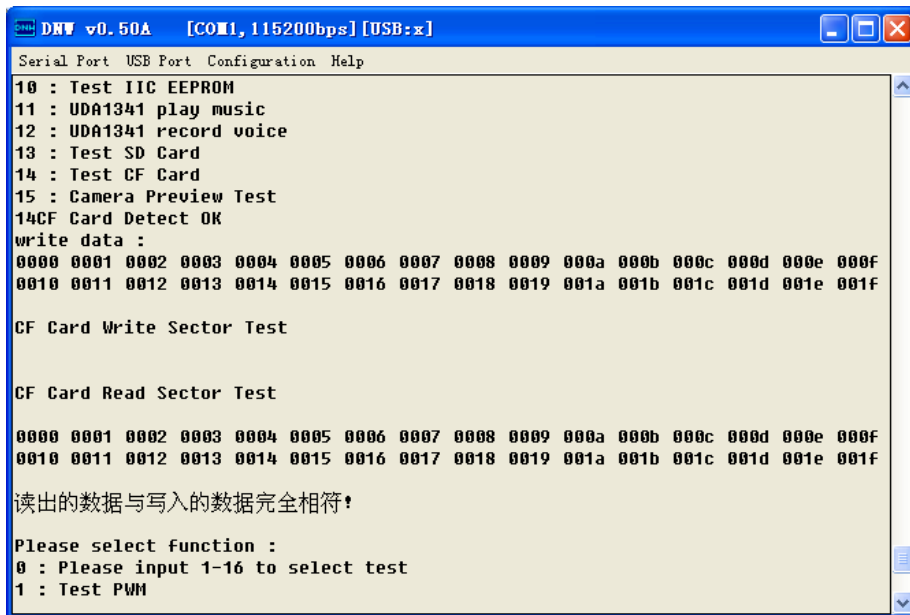 DNW v0.50A [COM1,115200bps][USB:x]
Serial Port USB Port Configuration Help
10 : Test IIC EEPROM
11 : UDA1341 play music
12 : UDA1341 record voice
13 : Test SD Card
14 : Test CF Card
15 : Camera Preview Test
14CF Card Detect OK
write data :
0000 0001 0002 0003 0004 0005 0006 0007 0008 0009 000a 000b 000c 000d 000e 000f
0010 0011 0012 0013 0014 0015 0016 0017 0018 0019 001a 001b 001c 001d 001e 001f
CF Card Write Sector Test
CF Card Read Sector Test
0000 0001 0002 0003 0004 0005 0006 0007 0008 0009 000a 000b 000c 000d 000e 000f
0010 0011 0012 0013 0014 0015 0016 0017 0018 0019 001a 001b 001c 001d 001e 001f
读出的数据与写入的数据完全相符!
Please select function :
0 : Please input 1-16 to select test
1 : Test PWM